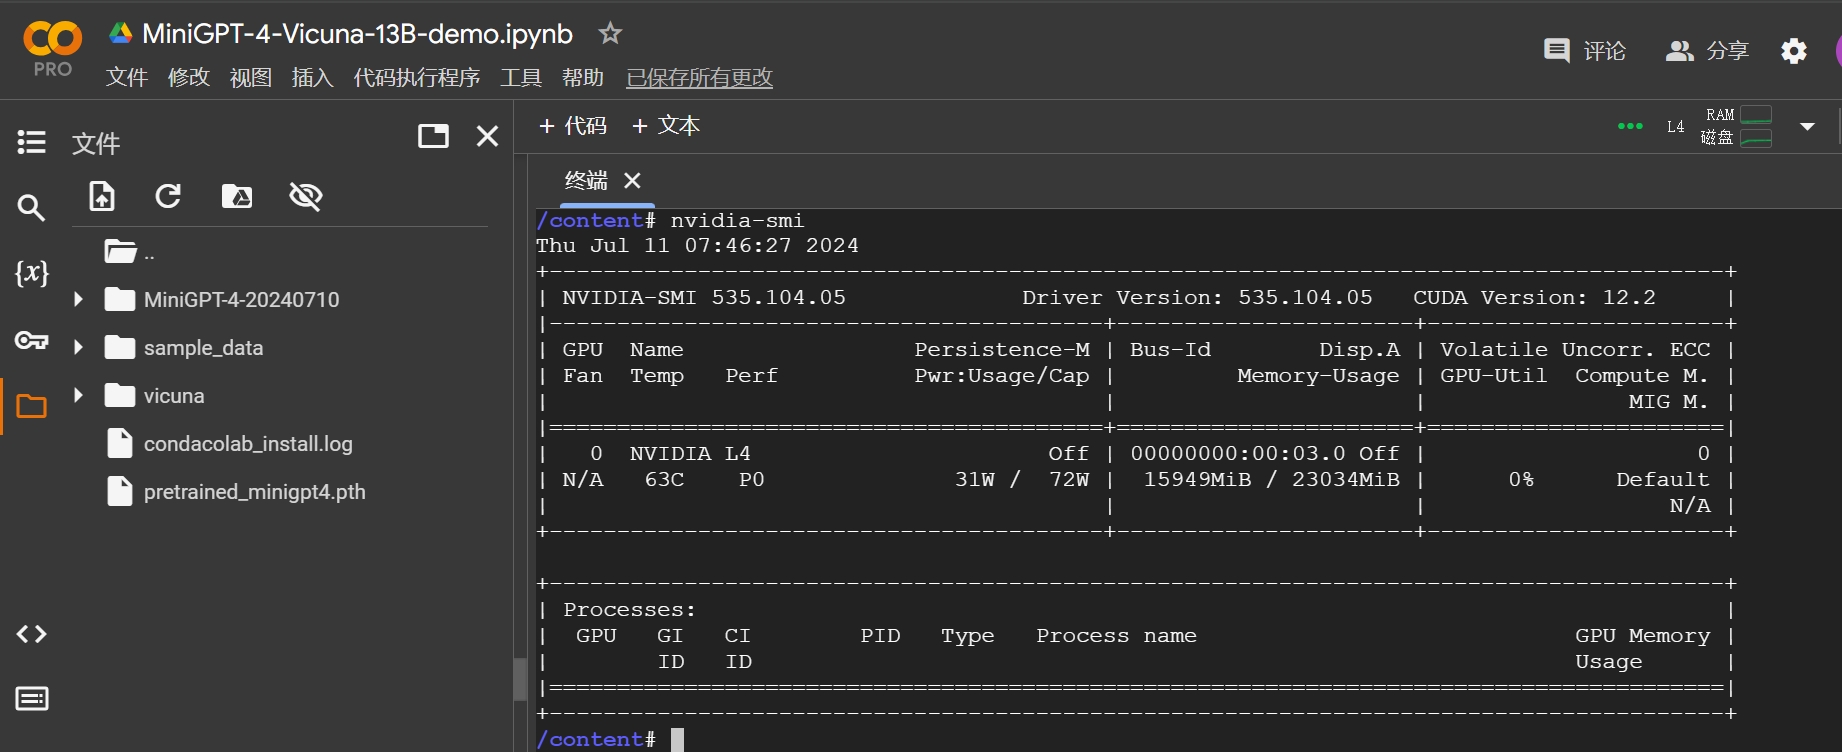 MiniGPT-4-Vicuna-13B-demo.ipynb
PRO
文件 修改 视图 插入 代码执行程序 工具 帮助 已保存所有更改
评论 分享
文件
..
MiniGPT-4-20240710
sample_data
vicuna
condacolab_install.log
pretrained_minigpt4.pth
{x}
<>
+ 代码 + 文本
L4
RAM
磁盘
终端
/content# nvidia-smi
Thu Jul 11 07:46:27 2024
+-----------------------------------------------------------------------------------------+
| NVIDIA-SMI 535.104.05 Driver Version: 535.104.05 CUDA Version: 12.2 |
|-----------------------------------------+----------------------+----------------------+
| GPU Name Persistence-M | Bus-Id Disp.A | Volatile Uncorr. ECC |
| Fan Temp Perf Pwr:Usage/Cap | Memory-Usage | GPU-Util Compute M. |
| | | MIG M. |
|=========================================+======================+======================|
| 0 NVIDIA L4 Off | 00000000:00:03.0 Off | 0 |
| N/A 63C P0 31W / 72W | 15949MiB / 23034MiB | 0% Default |
| | | N/A |
+-----------------------------------------+----------------------+----------------------+
+---------------------------------------------------------------------------------------+
| Processes: |
| GPU GI CI PID Type Process name GPU Memory |
| ID ID Usage |
|=======================================================================================|
+---------------------------------------------------------------------------------------+
/content#